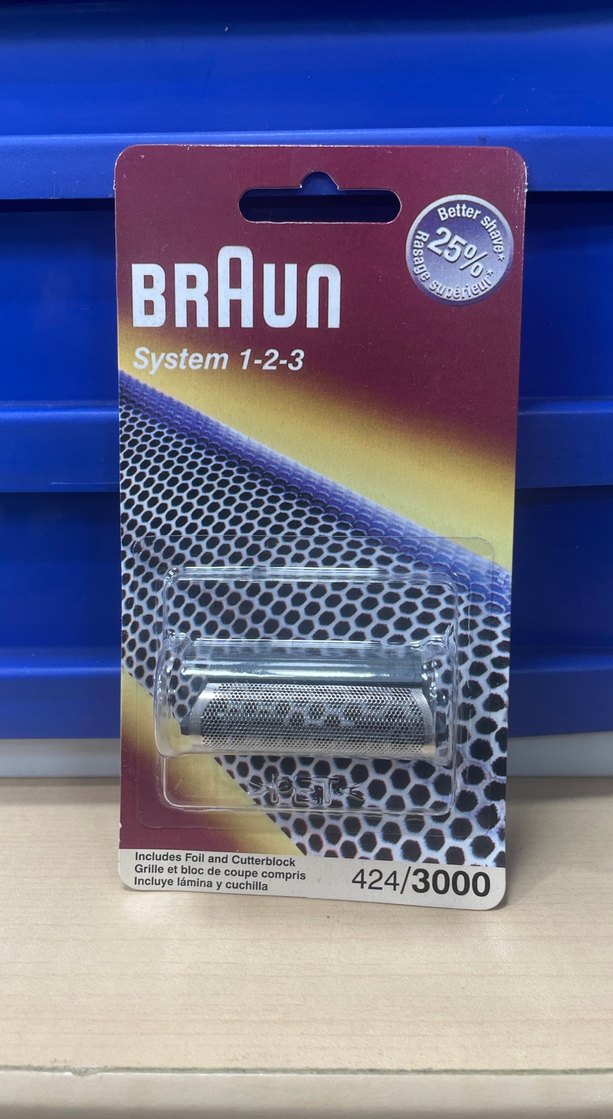 BRAUN
System 1-2-3
Better shave*
25%
Rasage supérieur*
>PET<
Includes Foil and Cutterblock
Grille et bloc de coupe compris
Incluye lámina y cuchilla
424/3000